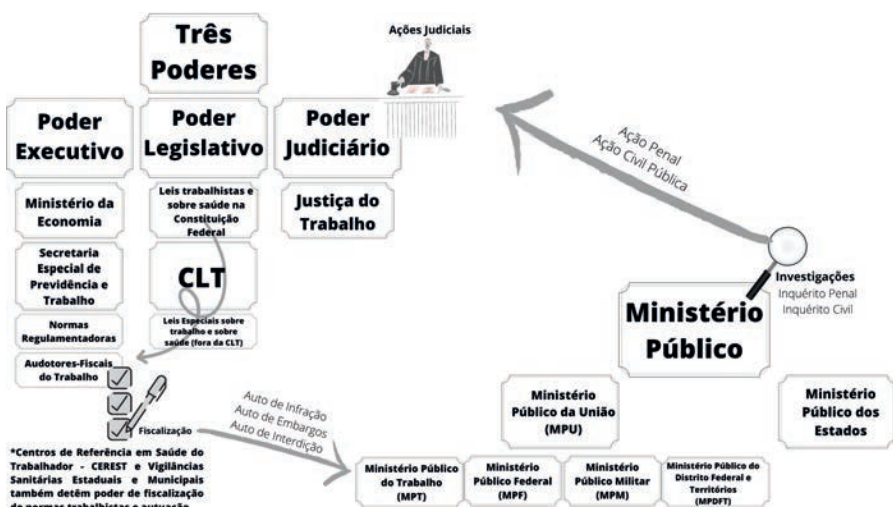 Três
Poderes
Ações Judiciais
Poder
Executivo
Poder
Legislativo
Poder
Judiciário
Ministério da
Economia
Leis trabalhistas e
sobre saúde na
Constituição
Federal
Justiça do
Trabalho
Secretaria
Especial de
Previdência e
Trabalho
CLT
Normas
Regulamentadoras
Leis Especiais sobre
trabalho e sobre
saúde (fora da CLT)
Audotores-Fiscais
do Trabalho
Fiscalização
*Centros de Referência em Saúde do
Trabalhador - CEREST e Vigilâncias
Sanitárias Estaduais e Municipais
também detêm poder de fiscalização
de normas trabalhistas e autuação
Auto de Infração
Auto de Embargos
Auto de Interdição
Ação Penal
Ação Civil Pública
Investigações
Inquérito Penal
Inquérito Civil
Ministério
Público
Ministério
Público da União
(MPU)
Ministério
Público dos
Estados
Ministério Público
do Trabalho
(MPT)
Ministério
Público Federal
(MPF)
Ministério
Público Militar
(MPM)
Ministério Público do
Distrito Federal e
Territórios
(MPDFT)